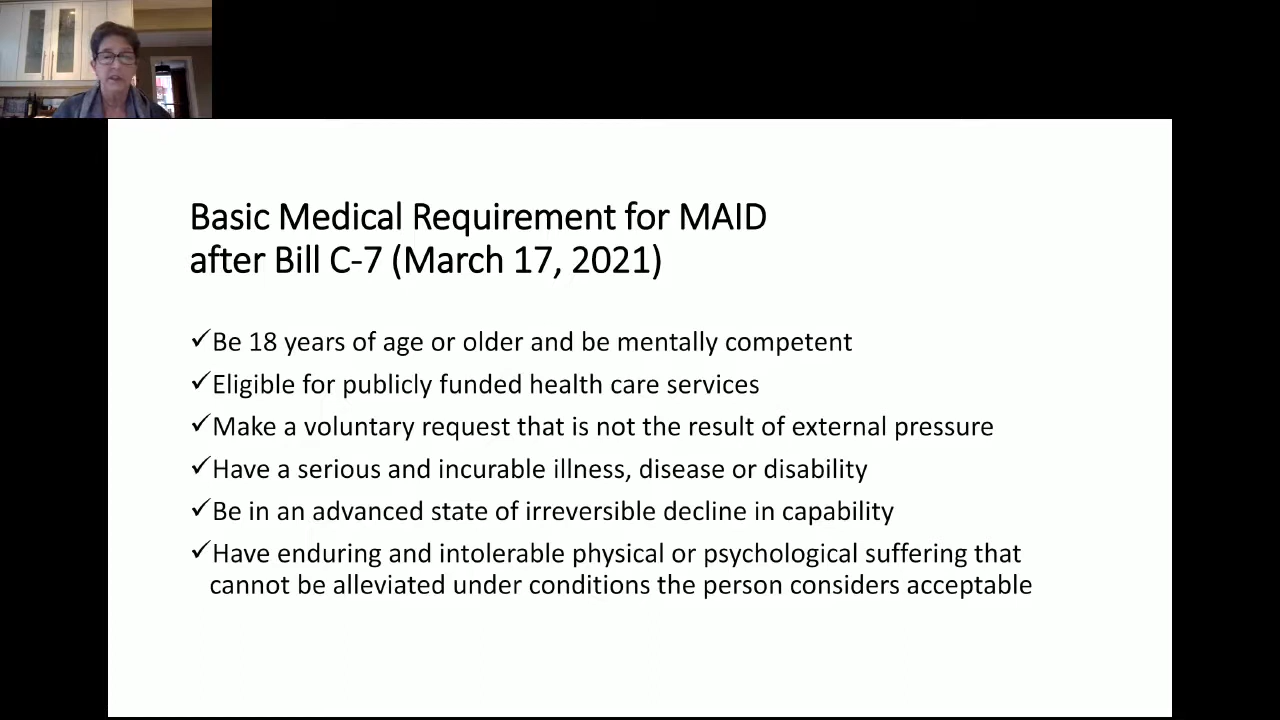 Basic Medical Requirement for MAID
after Bill C-7 (March 17, 2021)
✓Be 18 years of age or older and be mentally competent
✓Eligible for publicly funded health care services
✓Make a voluntary request that is not the result of external pressure
✓Have a serious and incurable illness, disease or disability
✓Be in an advanced state of irreversible decline in capability
✓Have enduring and intolerable physical or psychological suffering that
cannot be alleviated under conditions the person considers acceptable